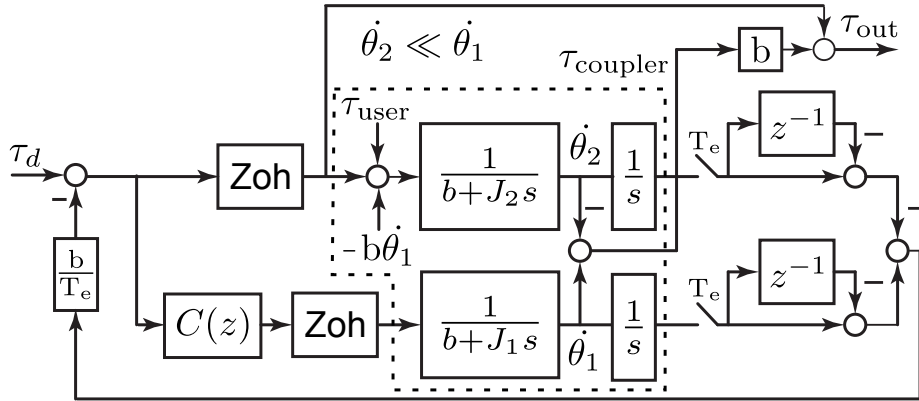 θ̇₂ ≪ θ̇₁
τ_out
b
τ_coupler
τ_user
z⁻¹
–
T_e
τ_d
Zoh
1/(b+J₂s)
θ̇₂
1/s
–
–
–
-bθ̇₁
b/T_e
T_e
z⁻¹
–
–
C(z)
Zoh
1/(b+J₁s)
θ̇₁
1/s